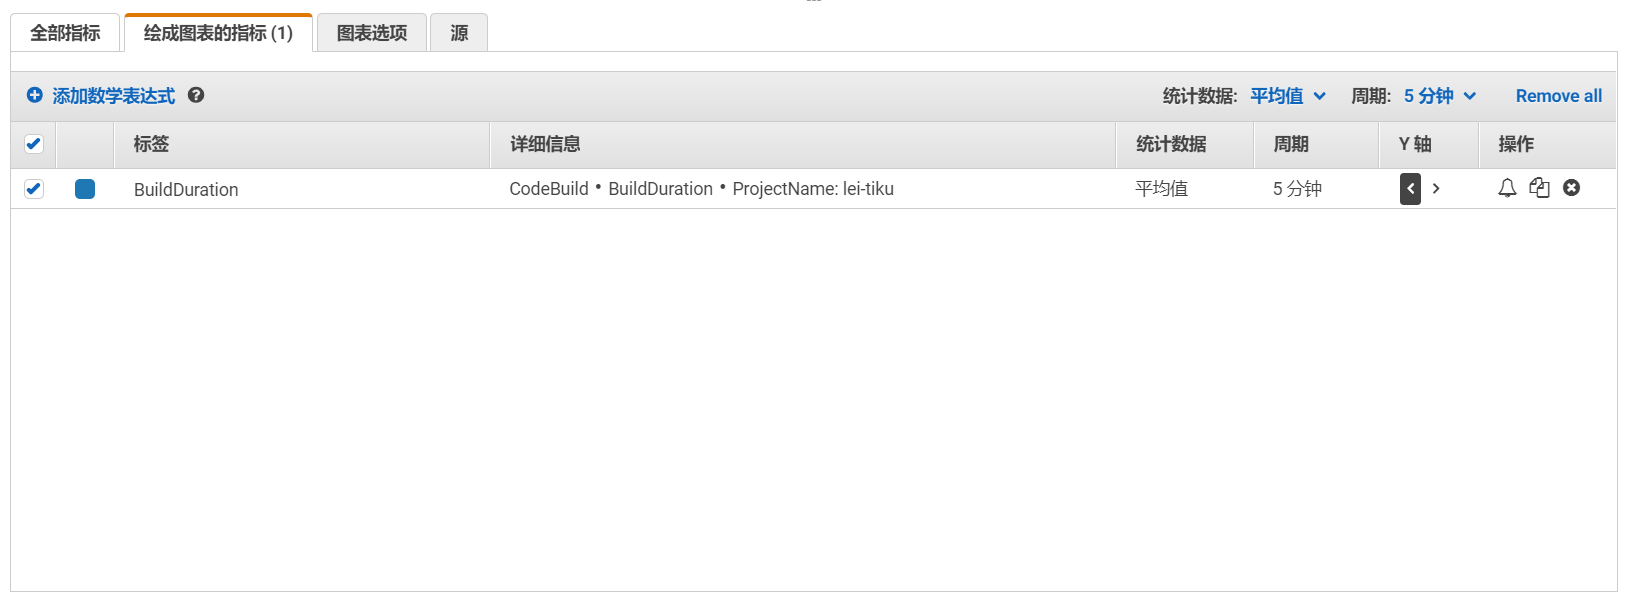 全部指标 绘成图表的指标 (1) 图表选项 源
添加数学表达式 ? 统计数据: 平均值 周期: 5 分钟 Remove all
标签 详细信息 统计数据 周期 Y 轴 操作
BuildDuration CodeBuild • BuildDuration • ProjectName: lei-tiku 平均值 5 分钟